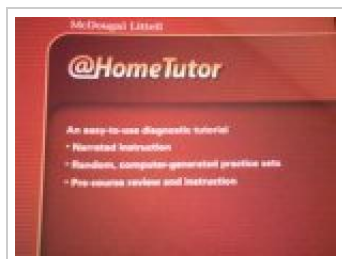 McDougal Littell
@HomeTutor
An easy-to-use diagnostic tutorial
• Narrated instruction
• Random, computer-generated practice sets
• Pre-course review and instruction